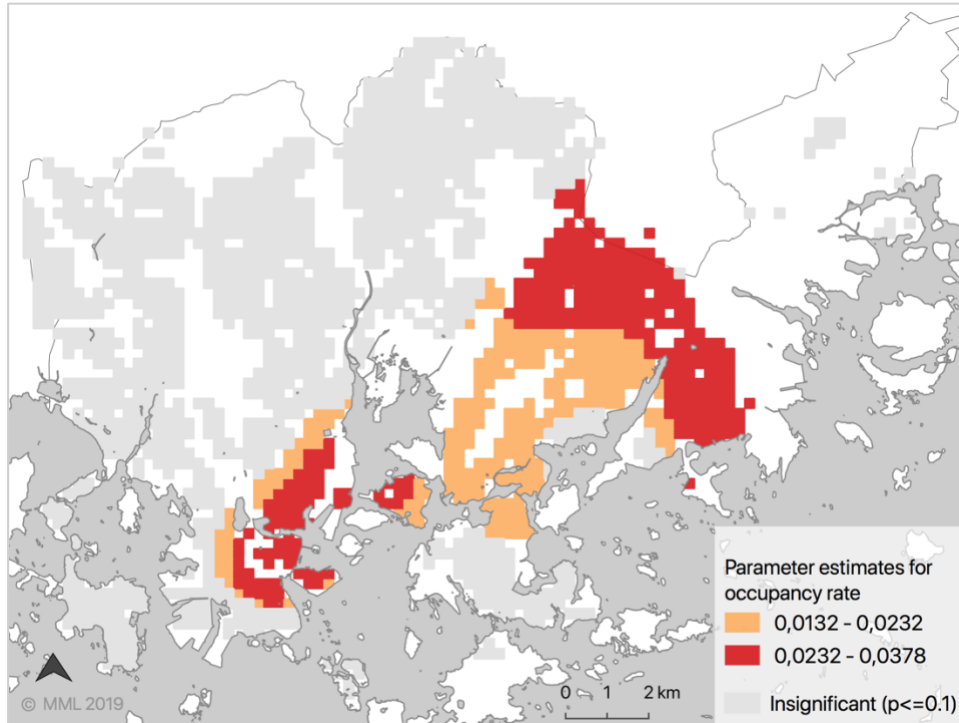 Parameter estimates for
occupancy rate
0,0132 - 0,0232
0,0232 - 0,0378
Insignificant (p<=0.1)
0 1 2 km
© MML 2019